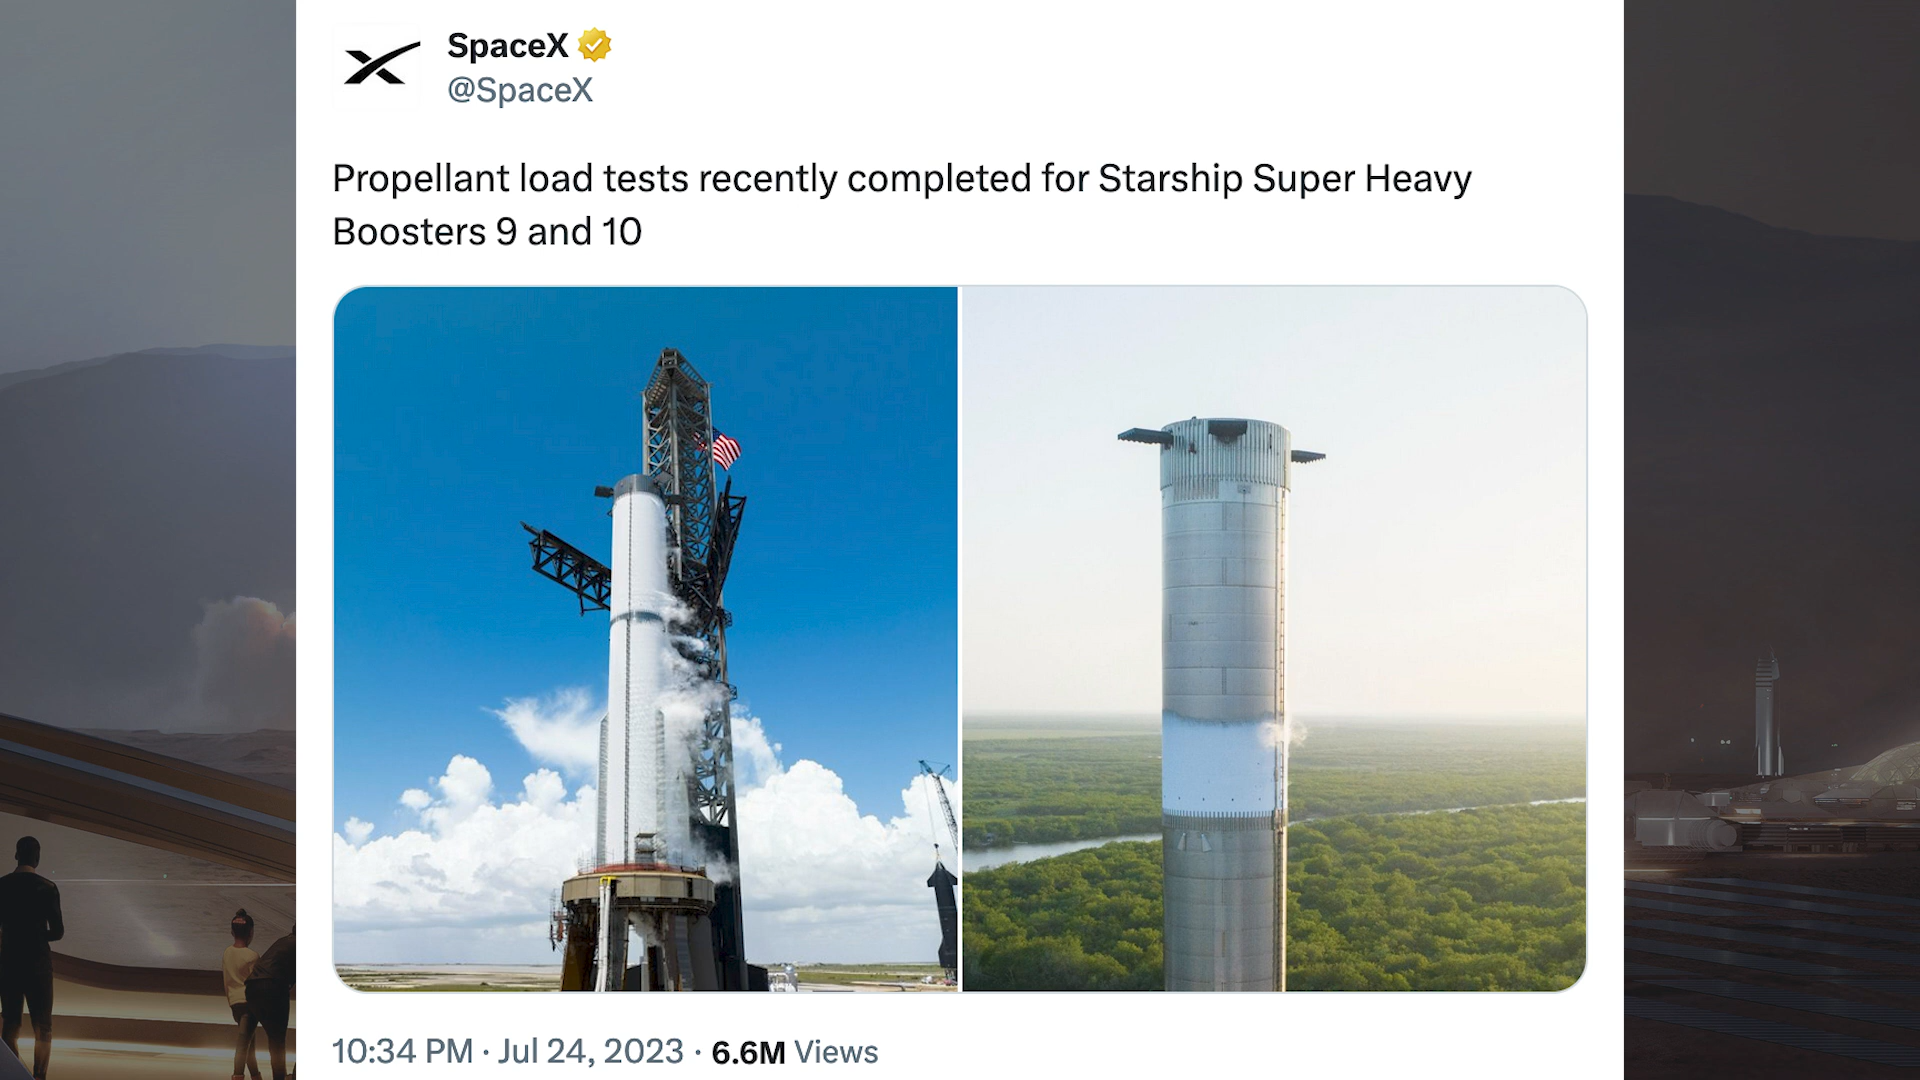 SpaceX
@SpaceX
Propellant load tests recently completed for Starship Super Heavy
Boosters 9 and 10
10:34 PM · Jul 24, 2023 · 6.6M Views